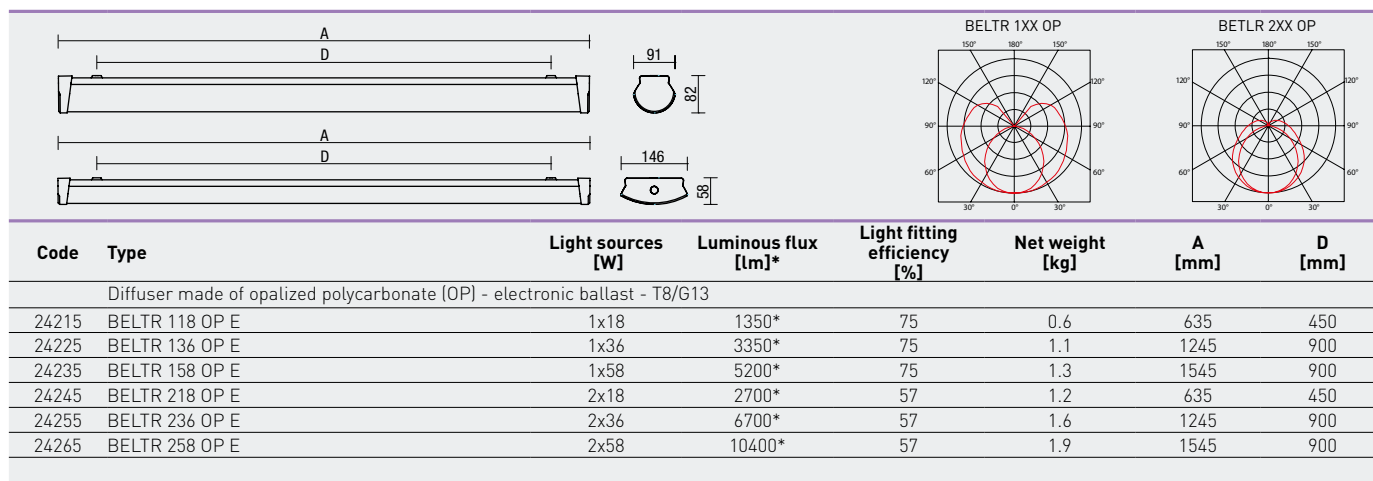 A
D
91
82
A
D
146
58
BELTR 1XX OP
150° 180° 150°
120° 120°
90° 90°
60° 60°
30° 0° 30°
BETLR 2XX OP
150° 180° 150°
120° 120°
90° 90°
60° 60°
30° 0° 30°
Code Type Light sources [W] Luminous flux [lm]* Light fitting efficiency [%] Net weight [kg] A [mm] D [mm]
Diffuser made of opalized polycarbonate (OP) - electronic ballast - T8/G13
24215 BELTR 118 OP E 1x18 1350* 75 0.6 635 450
24225 BELTR 136 OP E 1x36 3350* 75 1.1 1245 900
24235 BELTR 158 OP E 1x58 5200* 75 1.3 1545 900
24245 BELTR 218 OP E 2x18 2700* 57 1.2 635 450
24255 BELTR 236 OP E 2x36 6700* 57 1.6 1245 900
24265 BELTR 258 OP E 2x58 10400* 57 1.9 1545 900